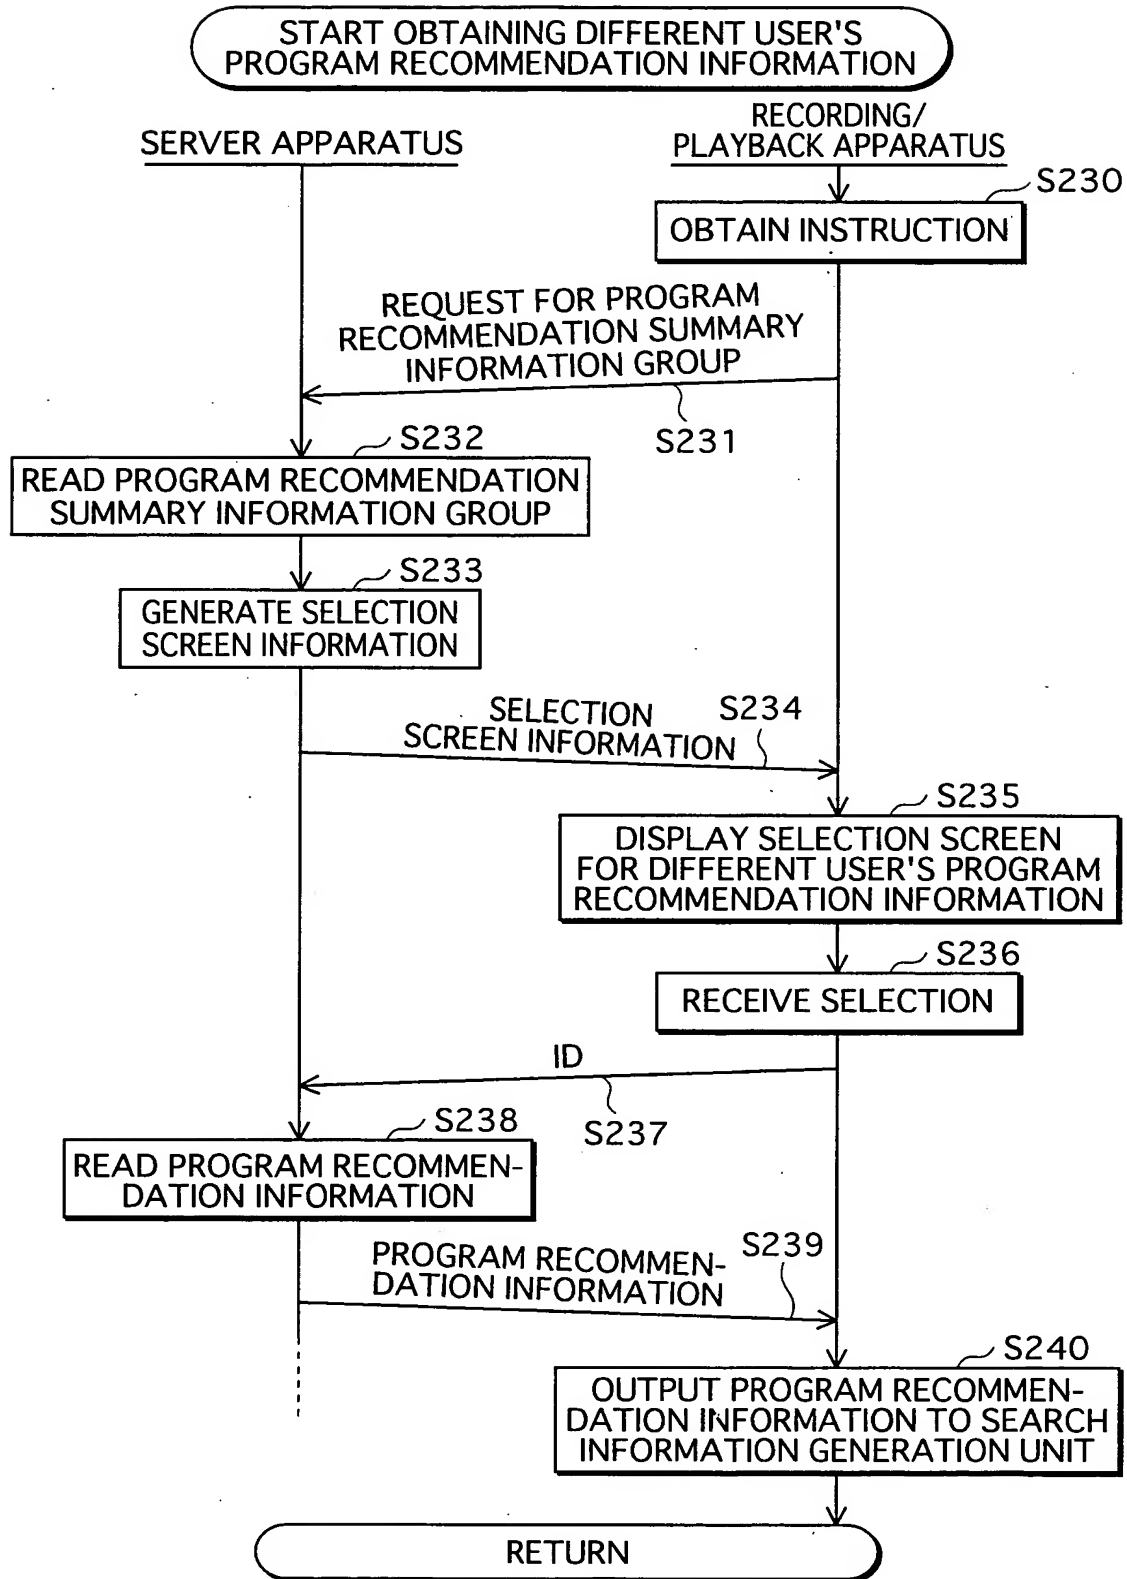 START OBTAINING DIFFERENT USER'S
PROGRAM RECOMMENDATION INFORMATION
SERVER APPARATUS
RECORDING/
PLAYBACK APPARATUS
S230
OBTAIN INSTRUCTION
REQUEST FOR PROGRAM
RECOMMENDATION SUMMARY
INFORMATION GROUP
S231
S232
READ PROGRAM RECOMMENDATION
SUMMARY INFORMATION GROUP
S233
GENERATE SELECTION
SCREEN INFORMATION
SELECTION
SCREEN INFORMATION
S234
S235
DISPLAY SELECTION SCREEN
FOR DIFFERENT USER'S PROGRAM
RECOMMENDATION INFORMATION
S236
RECEIVE SELECTION
ID
S237
S238
READ PROGRAM RECOMMEN-
DATION INFORMATION
PROGRAM RECOMMEN-
DATION INFORMATION
S239
S240
OUTPUT PROGRAM RECOMMEN-
DATION INFORMATION TO SEARCH
INFORMATION GENERATION UNIT
RETURN